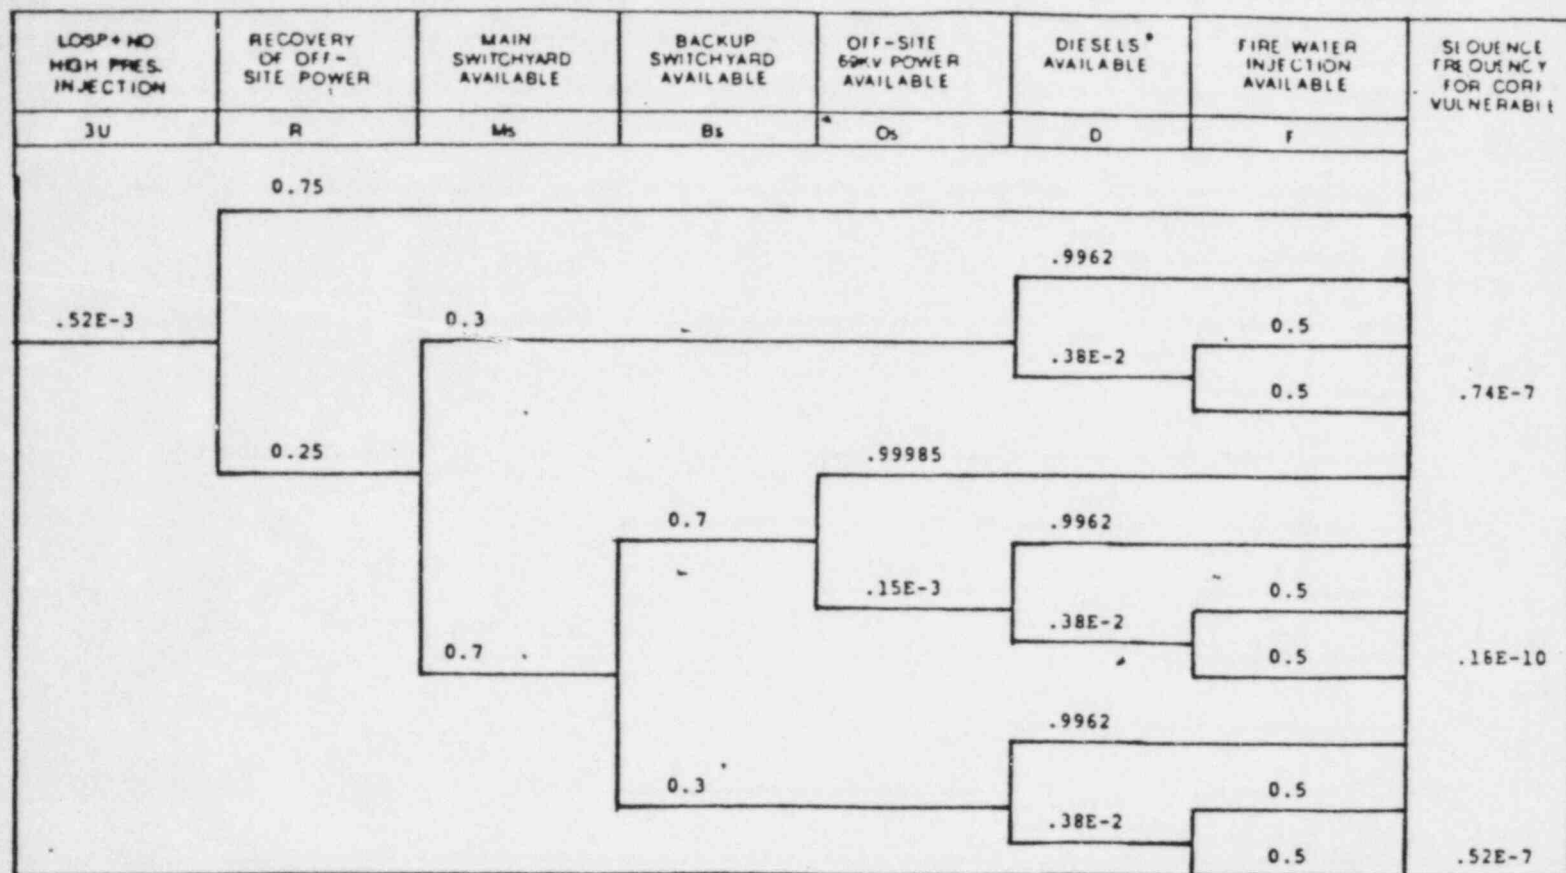 LOSP+NO
HIGH PRES.
INJECTION
RECOVERY
OF OFF-
SITE POWER
MAIN
SWITCHYARD
AVAILABLE
BACKUP
SWITCHYARD
AVAILABLE
OFF-SITE
69KV POWER
AVAILABLE
DIESELS*
AVAILABLE
FIRE WATER
INJECTION
AVAILABLE
SEQUENCE
FREQUENCY
FOR CORE
VULNERABLE
3U
R
Ms
Bs
Os
D
F
0.75
.9962
.52E-3
0.3
0.5
.38E-2
0.5
.74E-7
0.25
.99985
0.7
.9962
.15E-3
0.5
.38E-2
0.7
0.5
.16E-10
.9962
0.3
0.5
.38E-2
0.5
.52E-7